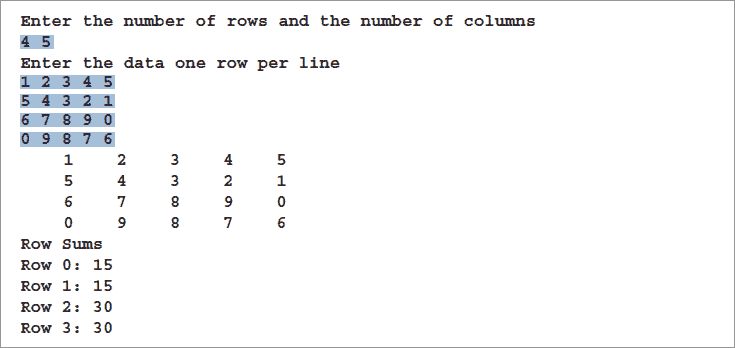 Enter the number of rows and the number of columns
4 5
Enter the data one row per line
1 2 3 4 5
5 4 3 2 1
6 7 8 9 0
0 9 8 7 6
1 2 3 4 5
5 4 3 2 1
6 7 8 9 0
0 9 8 7 6
Row Sums
Row 0: 15
Row 1: 15
Row 2: 30
Row 3: 30